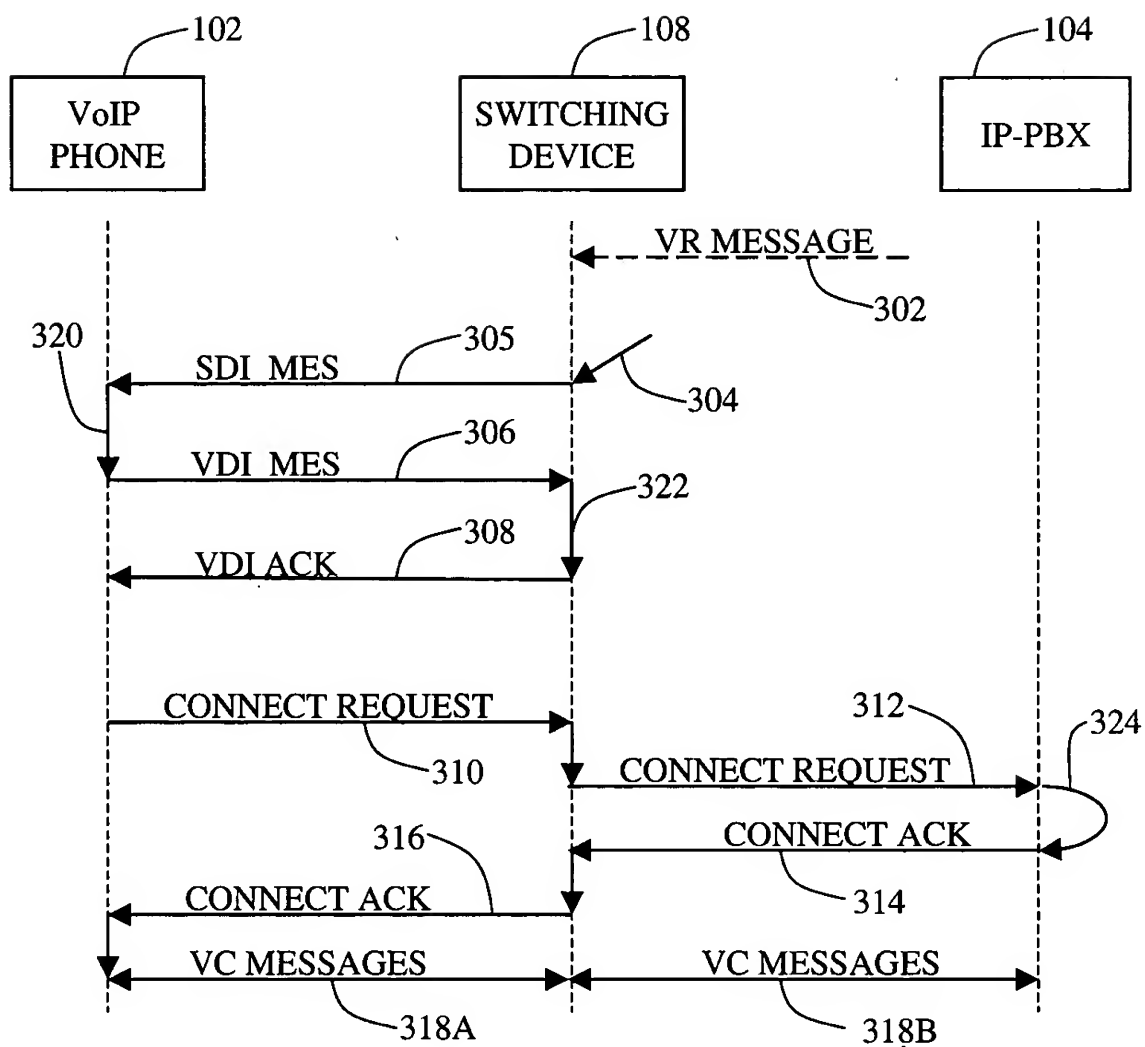 102
108
104
VoIP
PHONE
SWITCHING
DEVICE
IP-PBX
VR MESSAGE
302
320
305
SDI MES
304
306
VDI MES
322
308
VDI ACK
CONNECT REQUEST
310
312
324
CONNECT REQUEST
316
CONNECT ACK
314
CONNECT ACK
VC MESSAGES
VC MESSAGES
318A
318B